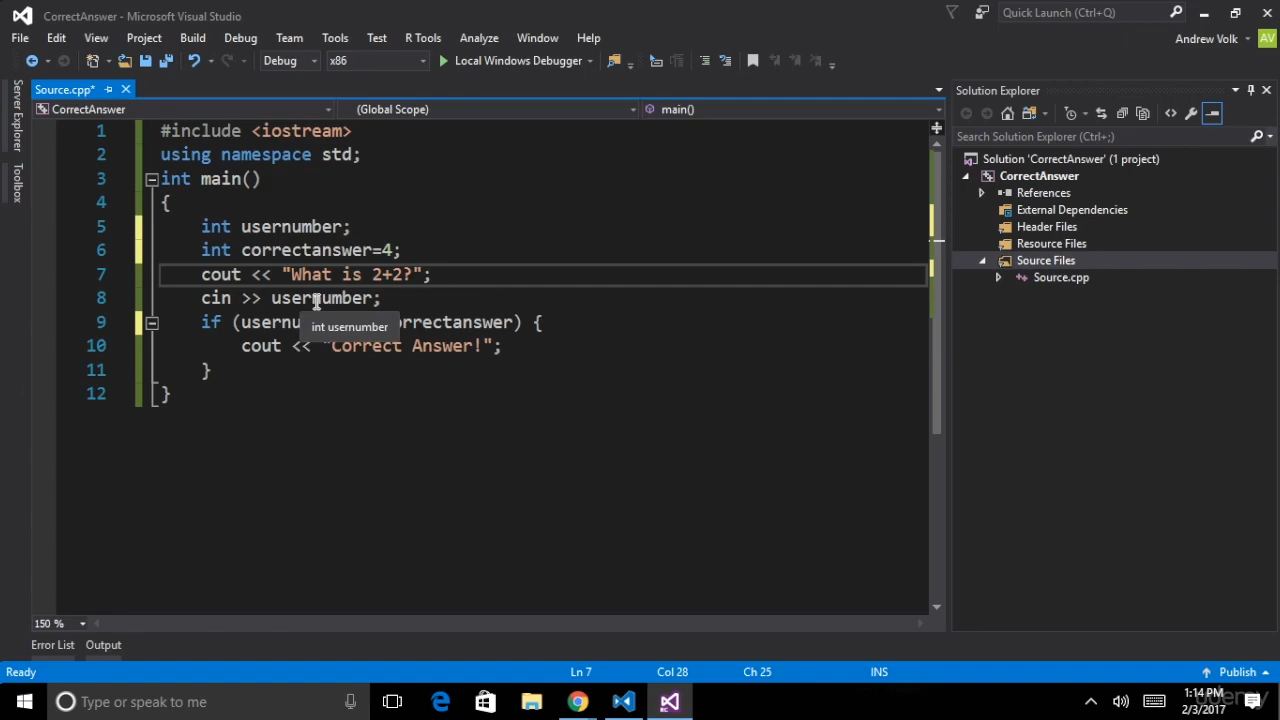 CorrectAnswer - Microsoft Visual Studio
Quick Launch (Ctrl+Q)
File Edit View Project Build Debug Team Tools Test R Tools Analyze Window Help
Andrew Volk AV
Debug x86 Local Windows Debugger
Server Explorer
Toolbox
Source.cpp*
CorrectAnswer (Global Scope) main()
1 #include <iostream>
2 using namespace std;
3 int main()
4 {
5 int usernumber;
6 int correctanswer=4;
7 cout << "What is 2+2?";
8 cin >> usernumber;
9 if (usernu orrectanswer) {
int usernumber
10 cout << "Correct Answer!";
11 }
12 }
Solution Explorer
Search Solution Explorer (Ctrl+;)
Solution 'CorrectAnswer' (1 project)
CorrectAnswer
References
External Dependencies
Header Files
Resource Files
Source Files
Source.cpp
150 %
Error List Output
Ready Ln 7 Col 28 Ch 25 INS Publish
Type or speak to me
1:14 PM
2/3/2017
udemy